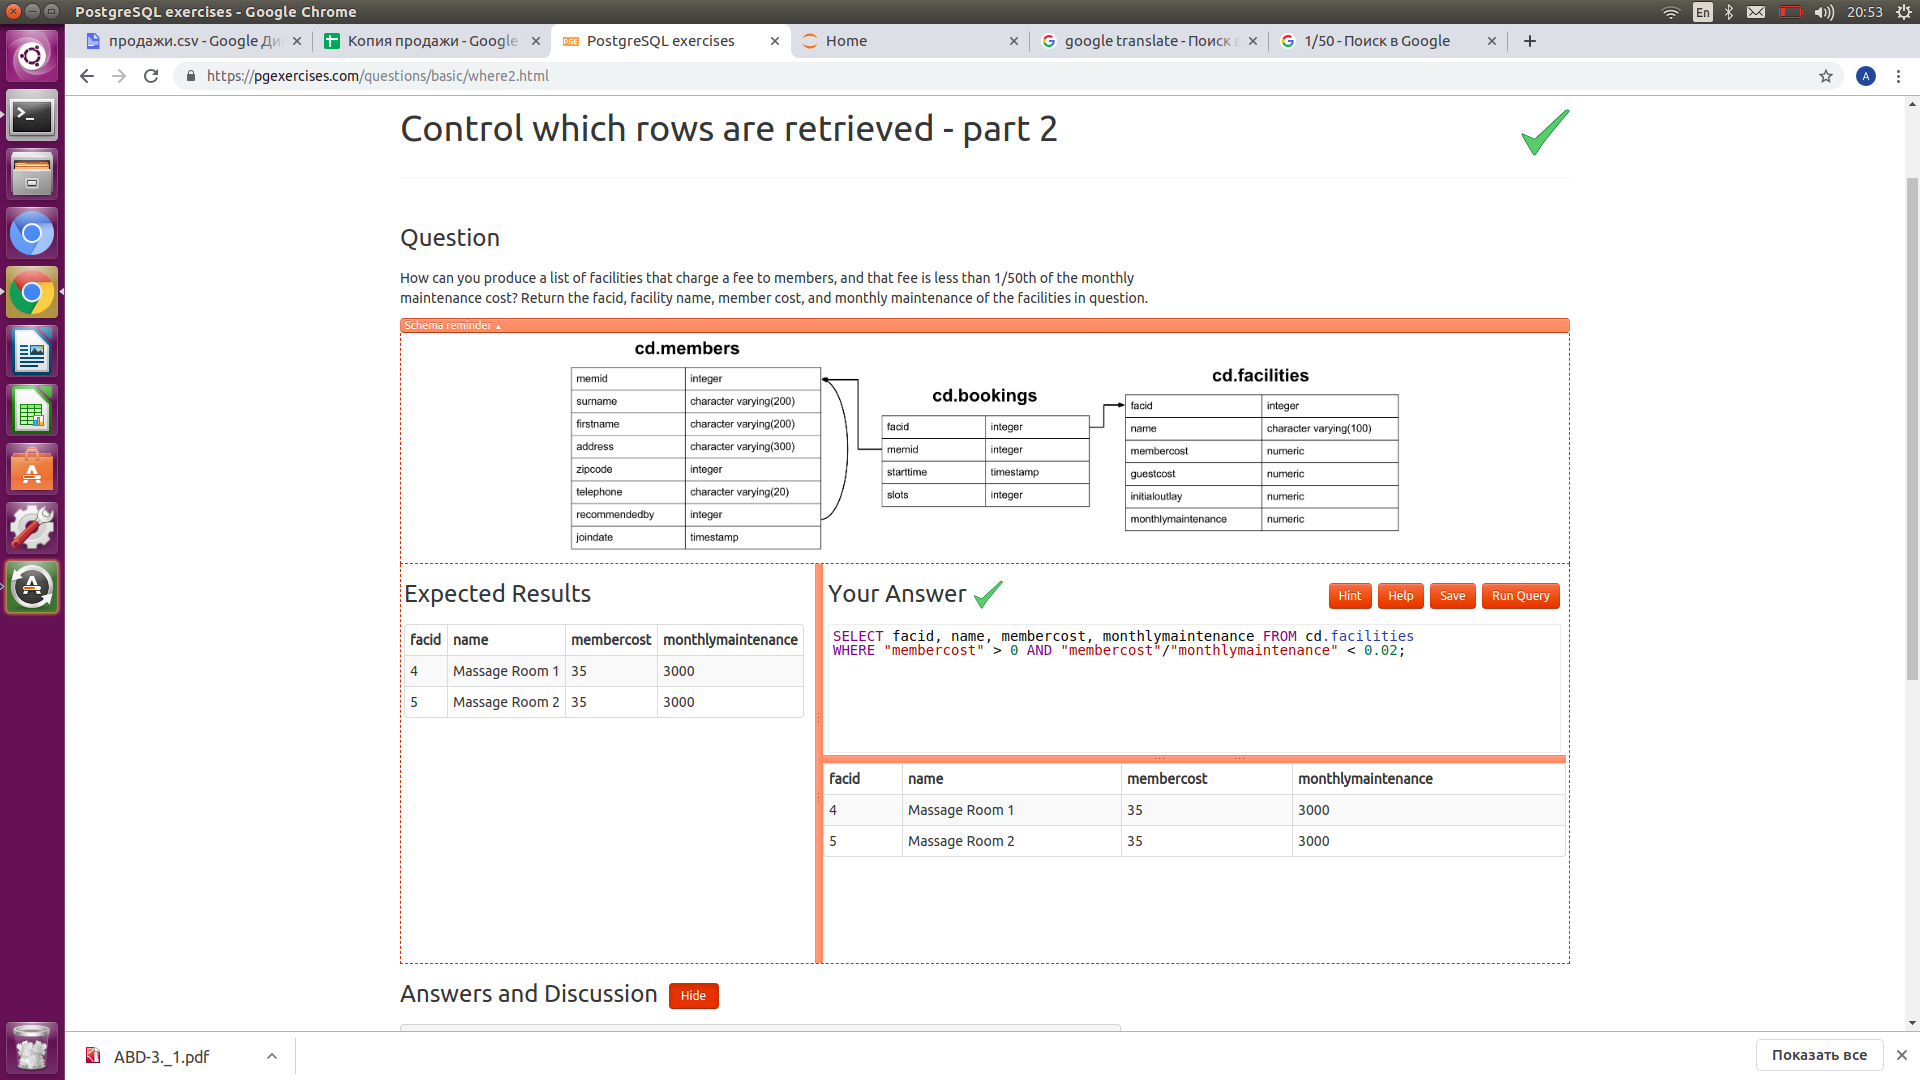 PostgreSQL exercises - Google Chrome
En
20:53
продажи.csv - Google Ди
Копия продажи - Google
PostgreSQL exercises
Home
google translate - Поиск в
1/50 - Поиск в Google
https://pgexercises.com/questions/basic/where2.html
A
Control which rows are retrieved - part 2
Question
How can you produce a list of facilities that charge a fee to members, and that fee is less than 1/50th of the monthly
maintenance cost? Return the facid, facility name, member cost, and monthly maintenance of the facilities in question.
Schema reminder
cd.members
memid integer
surname character varying(200)
firstname character varying(200)
address character varying(300)
zipcode integer
telephone character varying(20)
recommendedby integer
joindate timestamp
cd.bookings
facid integer
memid integer
starttime timestamp
slots integer
cd.facilities
facid integer
name character varying(100)
membercost numeric
guestcost numeric
initialoutlay numeric
monthlymaintenance numeric
Expected Results
facid name membercost monthlymaintenance
4 Massage Room 1 35 3000
5 Massage Room 2 35 3000
Your Answer
Hint Help Save Run Query
SELECT facid, name, membercost, monthlymaintenance FROM cd.facilities
WHERE "membercost" > 0 AND "membercost"/"monthlymaintenance" < 0.02;
facid name membercost monthlymaintenance
4 Massage Room 1 35 3000
5 Massage Room 2 35 3000
Answers and Discussion
Hide
ABD-3._1.pdf
Показать все